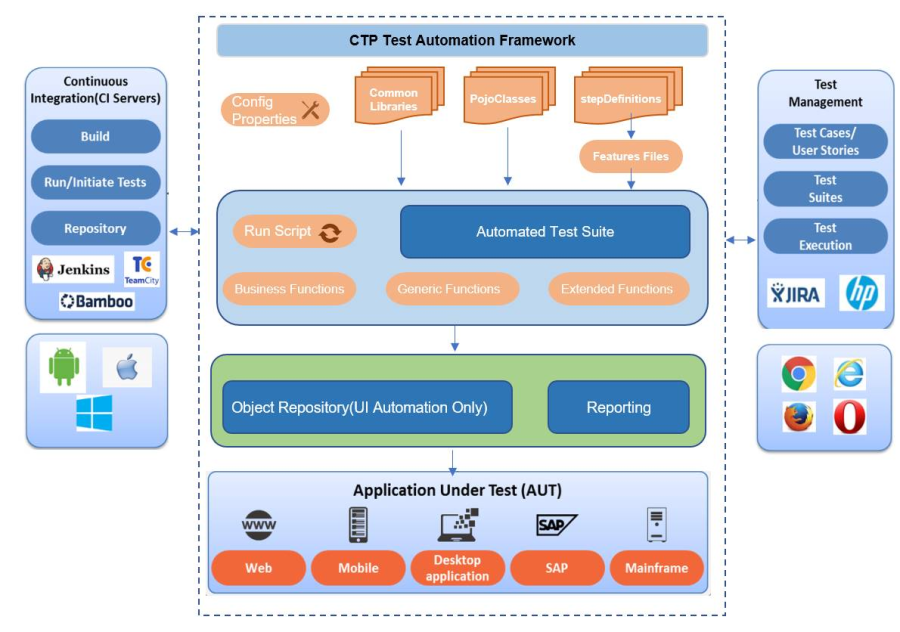 CTP Test Automation Framework
Continuous
Integration(CI Servers)
Build
Run/Initiate Tests
Repository
Jenkins
TC
TeamCity
Bamboo
Config
Properties
Common
Libraries
PojoClasses
stepDefinitions
Features Files
Run Script
Automated Test Suite
Business Functions
Generic Functions
Extended Functions
Object Repository(UI Automation Only)
Reporting
Application Under Test (AUT)
WWW
SAP
Web
Mobile
Desktop
application
SAP
Mainframe
Test
Management
Test Cases/
User Stories
Test
Suites
Test
Execution
JIRA
hp